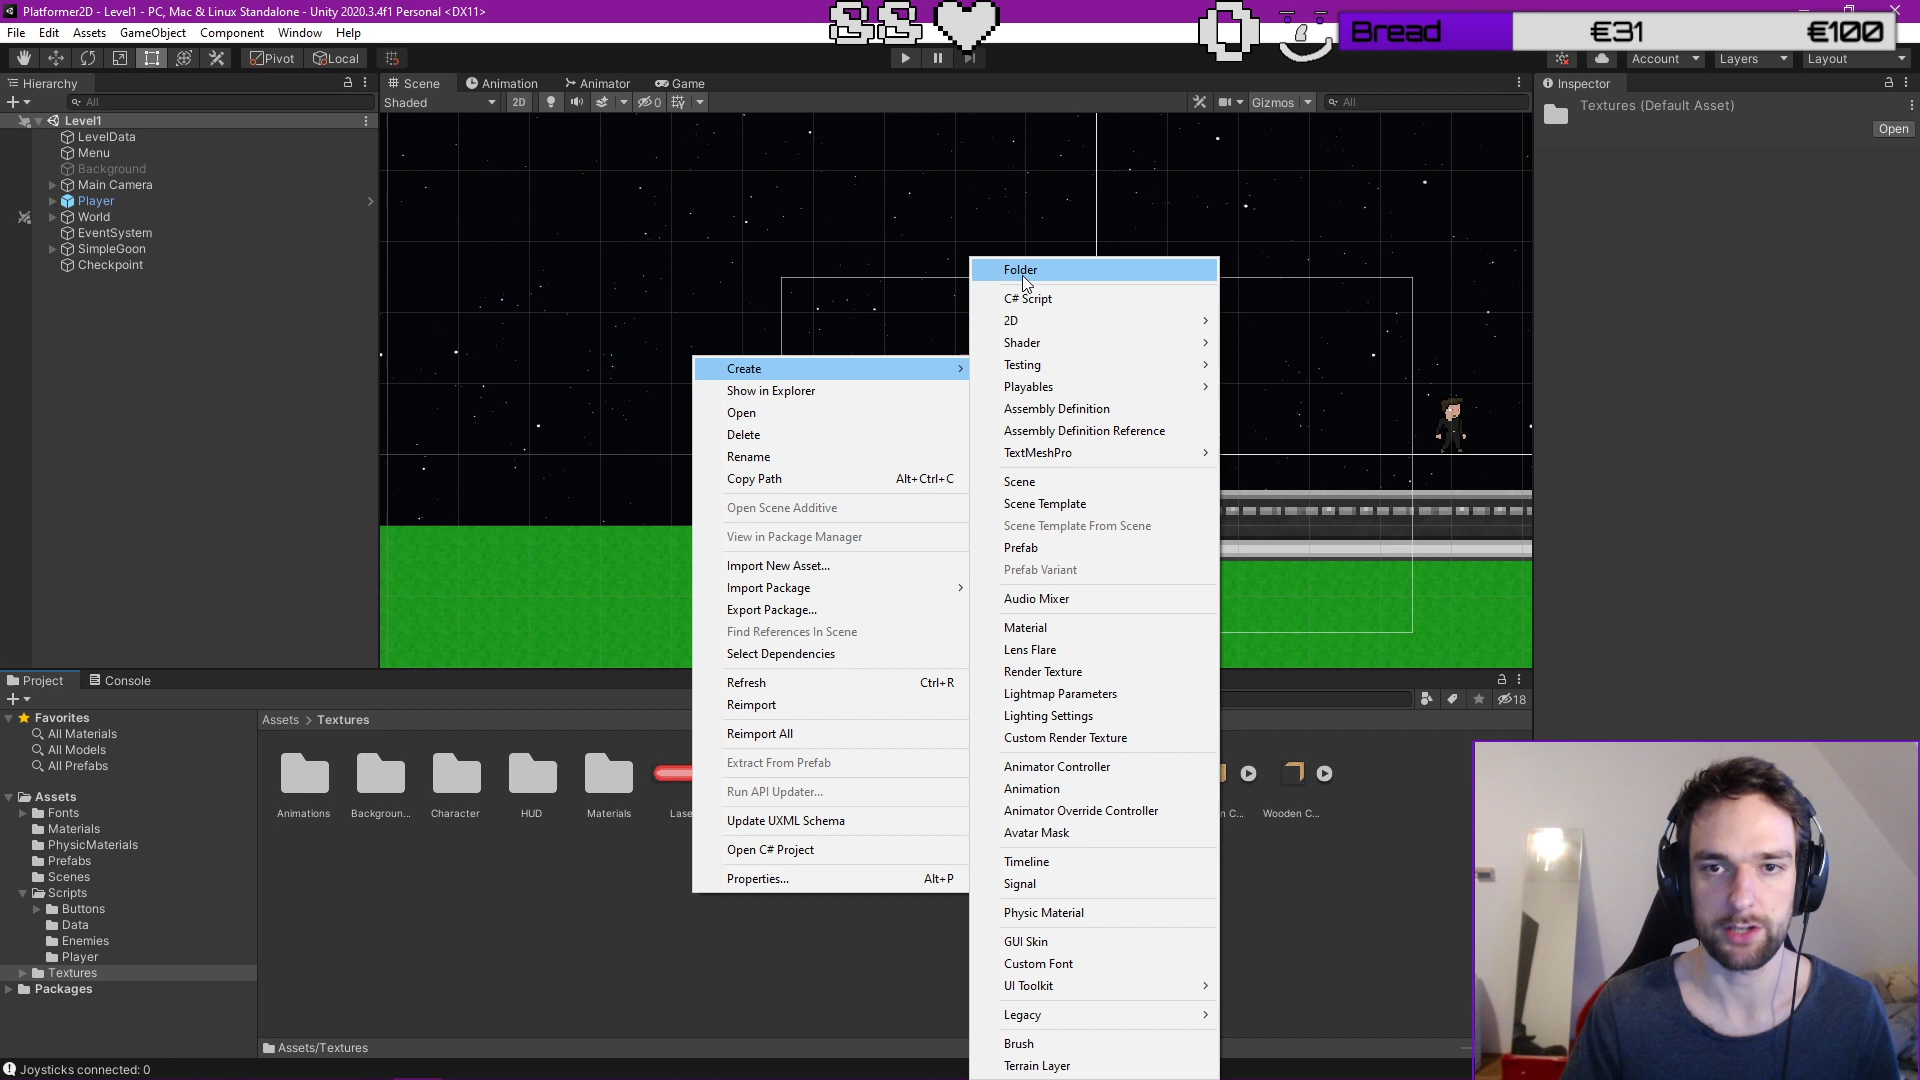 Platformer2D - Level1 - PC, Mac & Linux Standalone - Unity 2020.3.4f1 Personal <DX11>
File Edit Assets GameObject Component Window Help
Bread €31 €100
Pivot Local
Account Layers Layout
Hierarchy
All
Level1
LevelData
Menu
Background
Main Camera
Player
World
EventSystem
SimpleGoon
Checkpoint
Scene Animation Animator Game
Shaded 2D 0 Gizmos All
Inspector
Textures (Default Asset)
Open
Create
Show in Explorer
Open
Delete
Rename
Copy Path Alt+Ctrl+C
Open Scene Additive
View in Package Manager
Import New Asset...
Import Package
Export Package...
Find References In Scene
Select Dependencies
Refresh Ctrl+R
Reimport
Reimport All
Extract From Prefab
Run API Updater...
Update UXML Schema
Open C# Project
Properties... Alt+P
Folder
C# Script
2D
Shader
Testing
Playables
Assembly Definition
Assembly Definition Reference
TextMeshPro
Scene
Scene Template
Scene Template From Scene
Prefab
Prefab Variant
Audio Mixer
Material
Lens Flare
Render Texture
Lightmap Parameters
Lighting Settings
Custom Render Texture
Animator Controller
Animation
Animator Override Controller
Avatar Mask
Timeline
Signal
Physic Material
GUI Skin
Custom Font
UI Toolkit
Legacy
Brush
Terrain Layer
Project Console
18
Favorites
All Materials
All Models
All Prefabs
Assets
Fonts
Materials
PhysicMaterials
Prefabs
Scenes
Scripts
Buttons
Data
Enemies
Player
Textures
Packages
Assets > Textures
Animations Backgroun... Character HUD Materials Lase n C... Wooden C...
Assets/Textures
Joysticks connected: 0